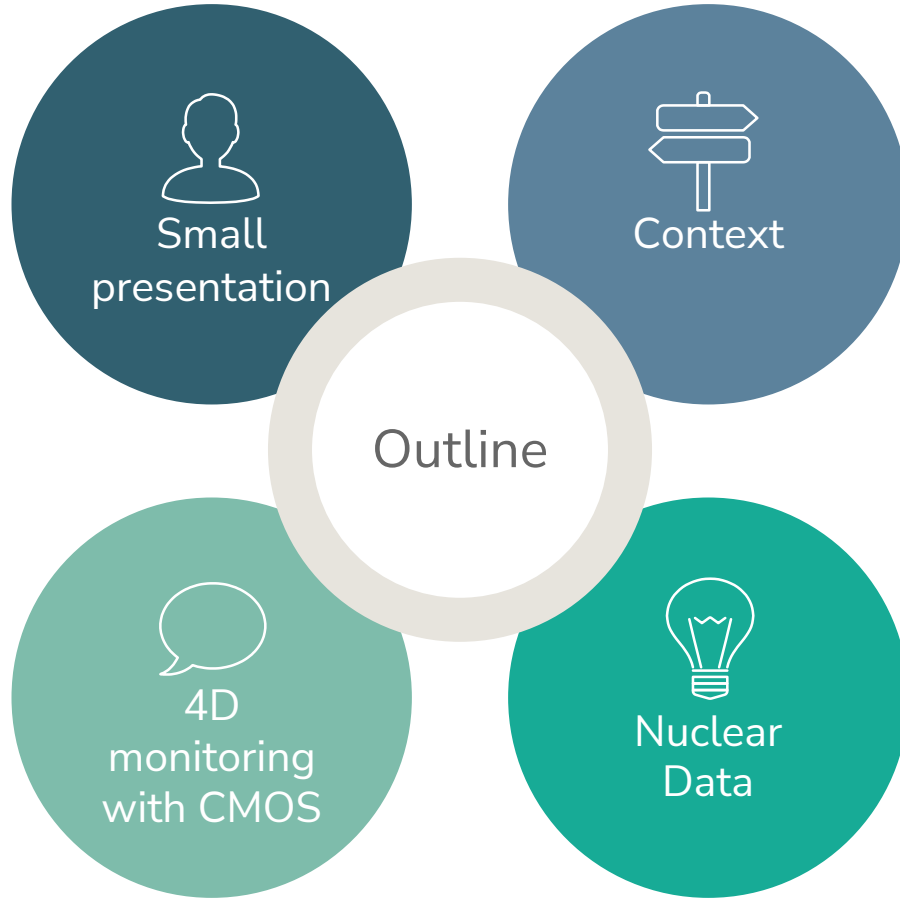 Small
presentation
Context
Outline
4D
monitoring
with CMOS
Nuclear
Data